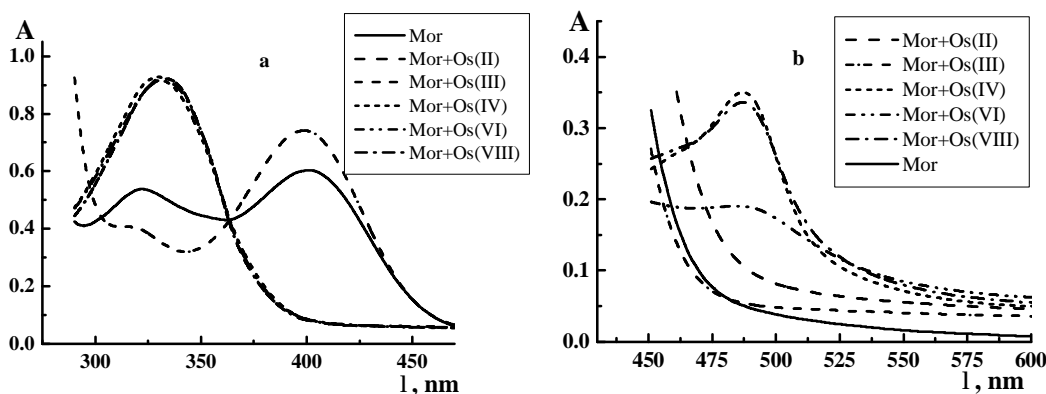 A
a
Mor
Mor+Os(II)
Mor+Os(III)
Mor+Os(IV)
Mor+Os(VI)
Mor+Os(VIII)
1.0
0.8
0.6
0.4
0.2
0.0
300
350
400
450
l , nm
A
b
Mor+Os(II)
Mor+Os(III)
Mor+Os(IV)
Mor+Os(VI)
Mor+Os(VIII)
Mor
0.4
0.3
0.2
0.1
0.0
450
475
500
525
550
575
600
l , nm